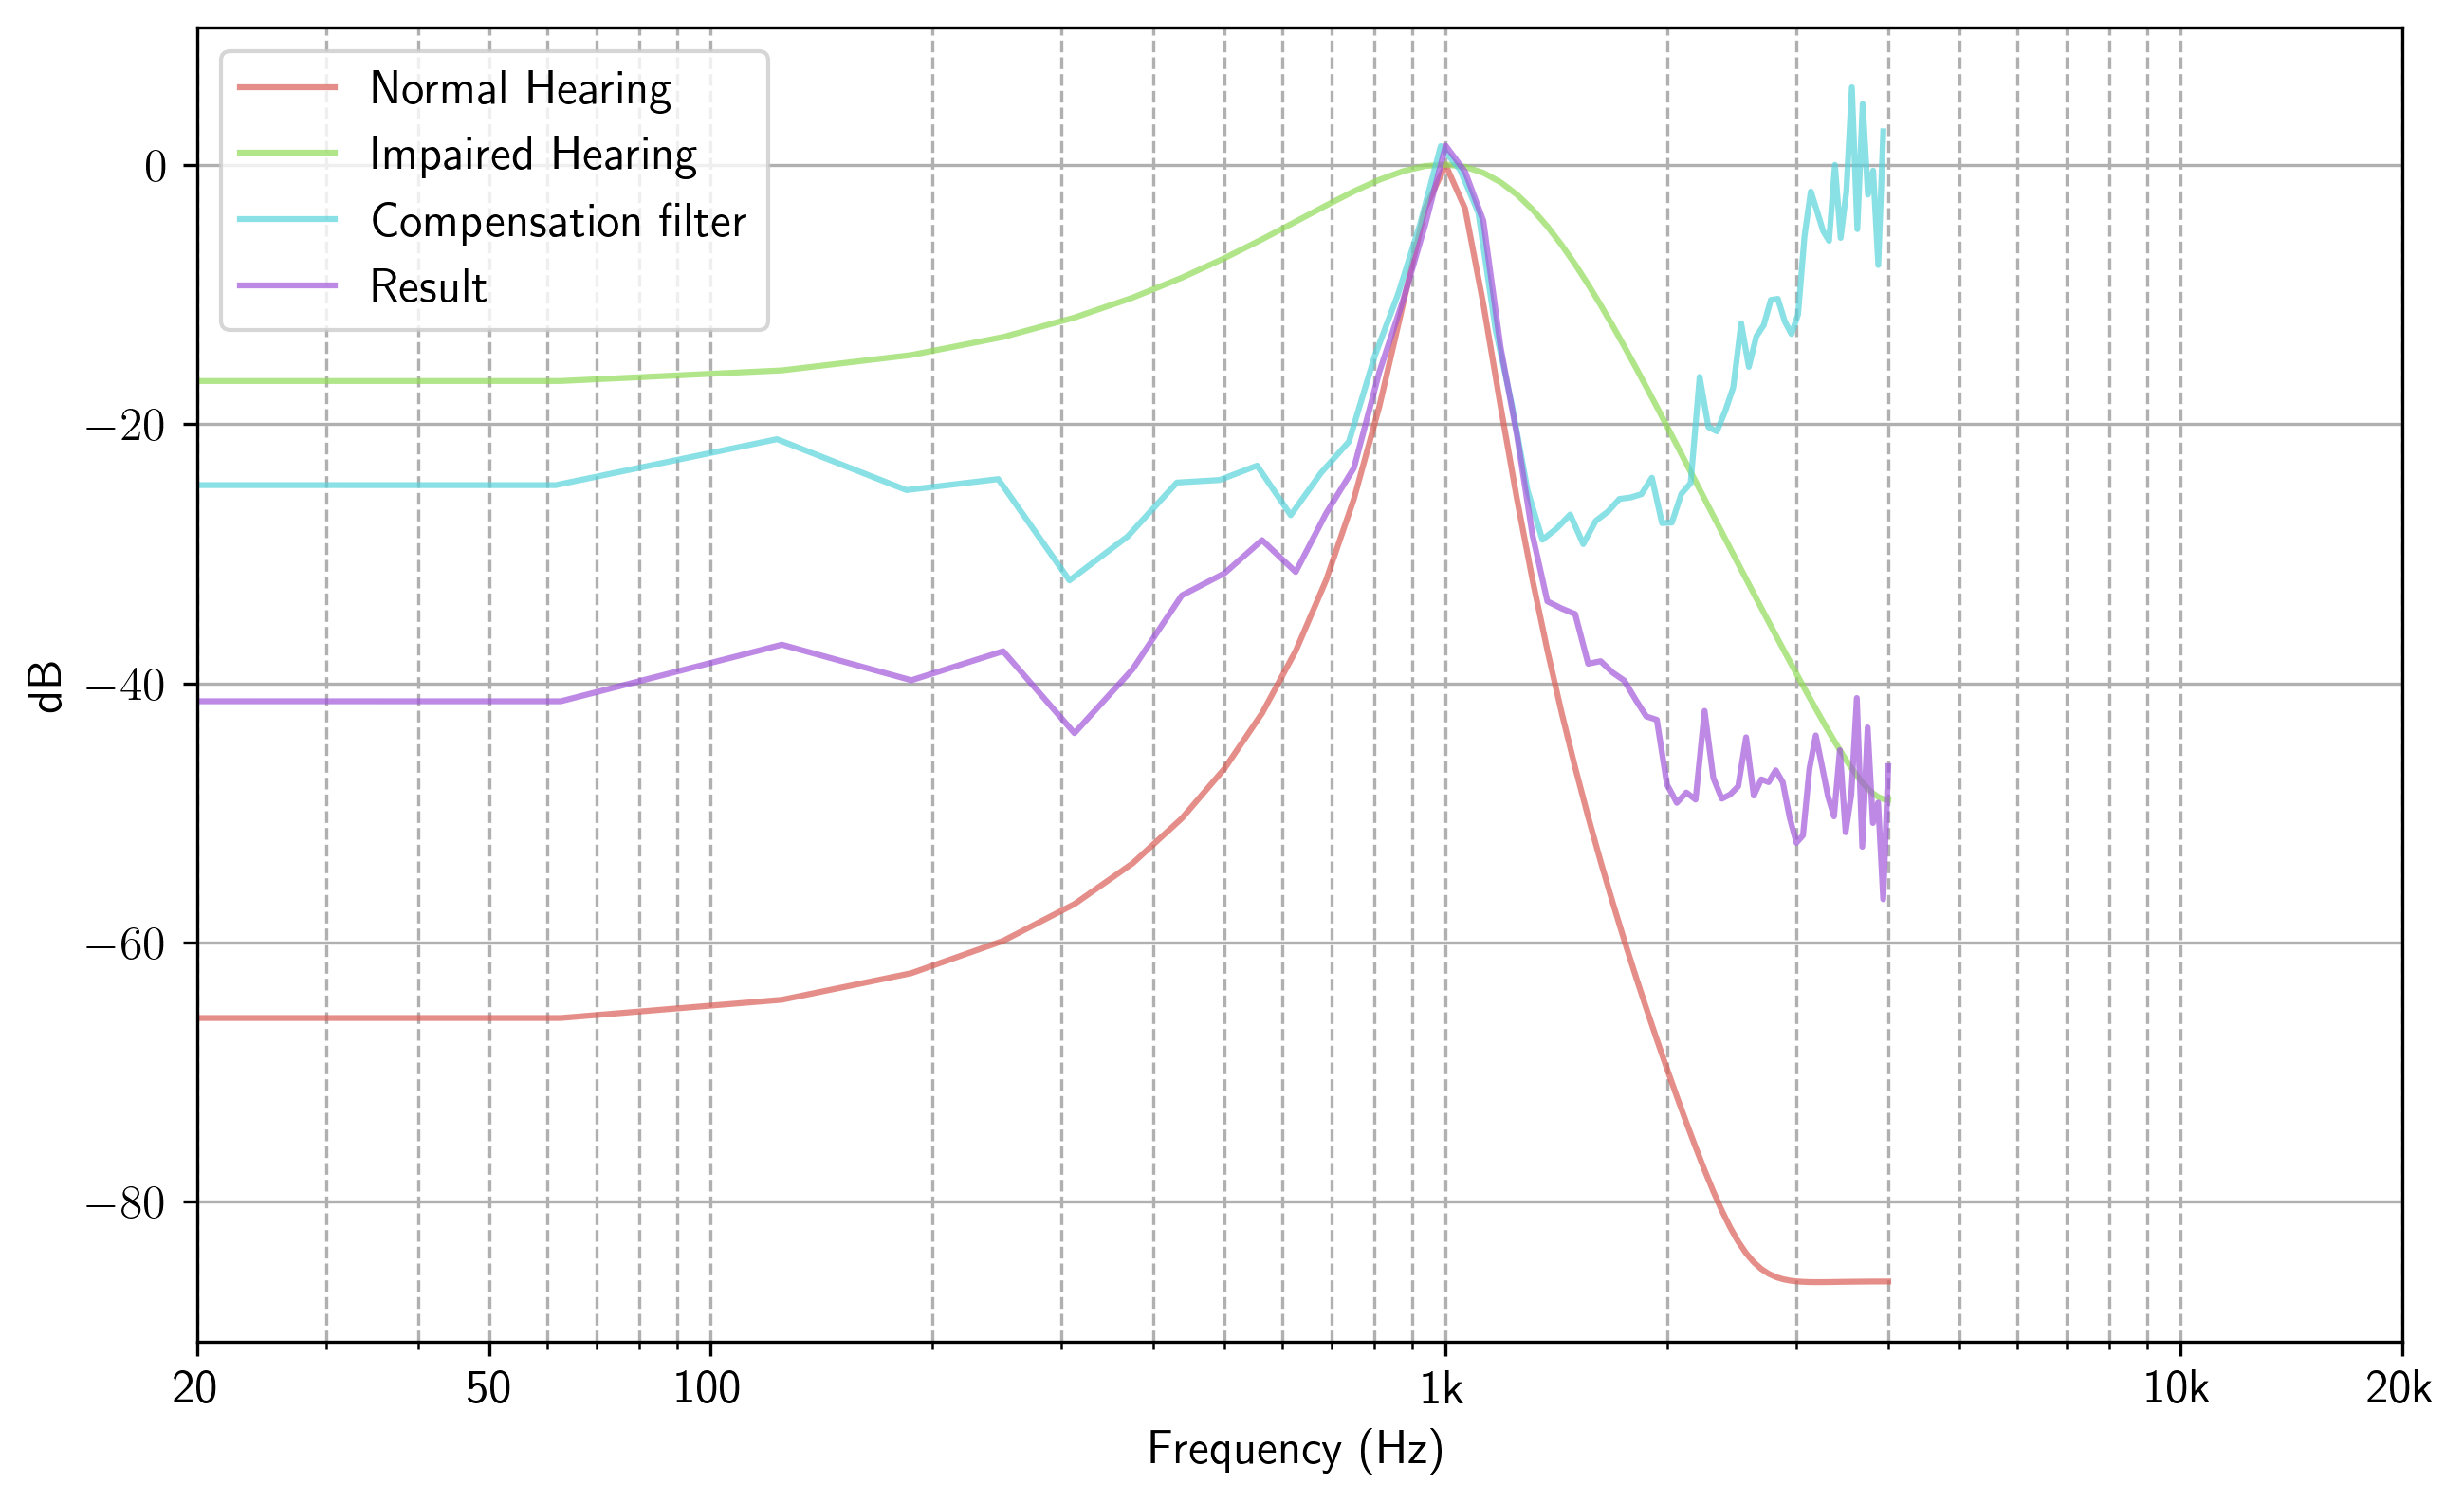 Normal Hearing
Impaired Hearing
Compensation filter
Result
0
−20
−40
−60
−80
dB
20 50 100 1k 10k 20k
Frequency (Hz)